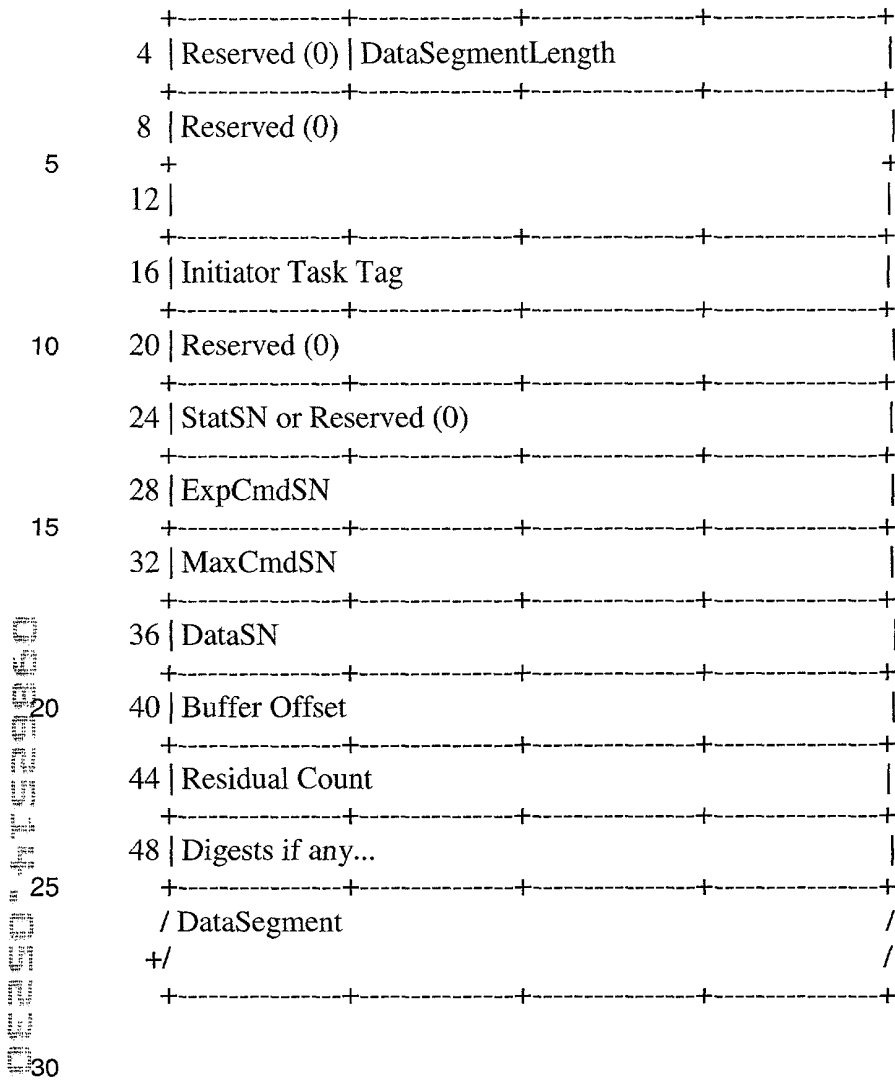 +---------------+---------------+---------------+---------------+
4 | Reserved (0) | DataSegmentLength |
+---------------+---------------+---------------+---------------+
8 | Reserved (0) |
5 + +
12 | |
+---------------+---------------+---------------+---------------+
16 | Initiator Task Tag |
+---------------+---------------+---------------+---------------+
10 20 | Reserved (0) |
+---------------+---------------+---------------+---------------+
24 | StatSN or Reserved (0) |
+---------------+---------------+---------------+---------------+
28 | ExpCmdSN |
15 +---------------+---------------+---------------+---------------+
32 | MaxCmdSN |
+---------------+---------------+---------------+---------------+
36 | DataSN |
+---------------+---------------+---------------+---------------+
20 40 | Buffer Offset |
+---------------+---------------+---------------+---------------+
44 | Residual Count |
+---------------+---------------+---------------+---------------+
48 | Digests if any... |
25 +---------------+---------------+---------------+---------------+
/ DataSegment /
+/ /
+---------------+---------------+---------------+---------------+
30